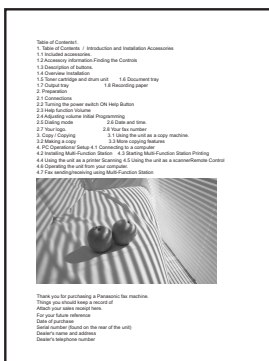 Table of Contents1.
1. Table of Contents / Introduction and Installation Accessories
1.1 Included accessories.
1.2 Accessory information.Finding the Controls
1.3 Description of buttons.
1.4 Overview Installation
1.5 Toner cartridge and drum unit 1.6 Document tray
1.7 Output tray 1.8 Recording paper
2. Preparation
2.1 Connections
2.2 Turning the power switch ON Help Button
2.3 Help function Volume
2.4 Adjusting volume Initial Programming
2.5 Dialing mode 2.6 Date and time.
2.7 Your logo. 2.8 Your fax number
3. Copy / Copying 3.1 Using the unit as a copy machine.
3.2 Making a copy 3.3 More copying features
4. PC Operations/ Setup 4.1 Connecting to a computer
4.2 Installing Multi-Function Station 4.3 Starting Multi-Function Station Printing
4.4 Using the unit as a printer Scanning 4.5 Using the unit as a scannerRemote Control
4.6 Operating the unit from your computer.
4.7 Fax sending/receiving using Multi-Function Station
Thank you for purchasing a Panasonic fax machine.
Things you should keep a record of
Attach your sales receipt here.
For your future reference
Date of purchase
Serial number (found on the rear of the unit)
Dealer's name and address
Dealer's telephone number